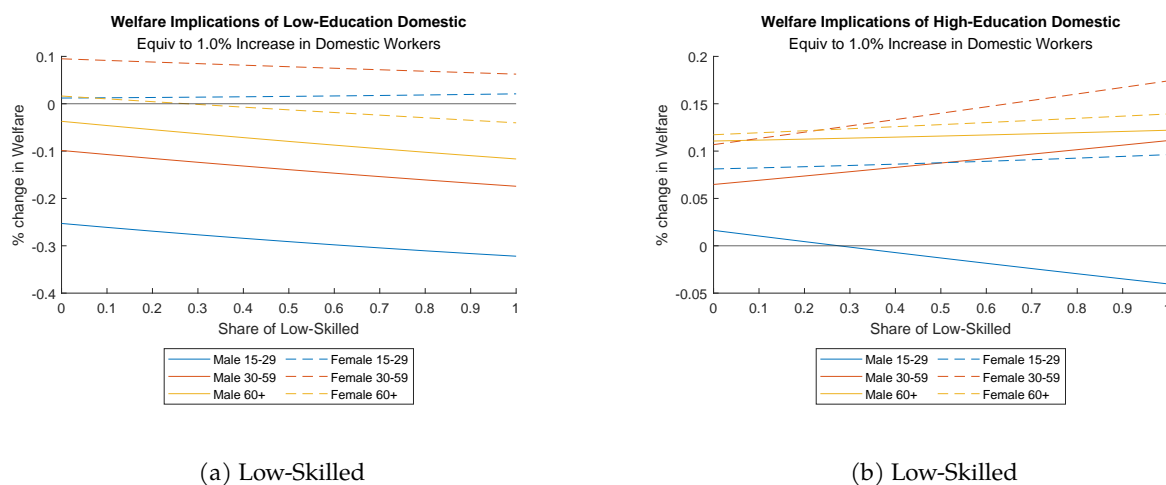 Welfare Implications of Low-Education Domestic
Equiv to 1.0% Increase in Domestic Workers
% change in Welfare
0.1
0
-0.1
-0.2
-0.3
-0.4
0 0.1 0.2 0.3 0.4 0.5 0.6 0.7 0.8 0.9 1
Share of Low-Skilled
Male 15-29 Female 15-29
Male 30-59 Female 30-59
Male 60+ Female 60+
(a) Low-Skilled
Welfare Implications of High-Education Domestic
Equiv to 1.0% Increase in Domestic Workers
% change in Welfare
0.2
0.15
0.1
0.05
0
-0.05
0 0.1 0.2 0.3 0.4 0.5 0.6 0.7 0.8 0.9 1
Share of Low-Skilled
Male 15-29 Female 15-29
Male 30-59 Female 30-59
Male 60+ Female 60+
(b) Low-Skilled